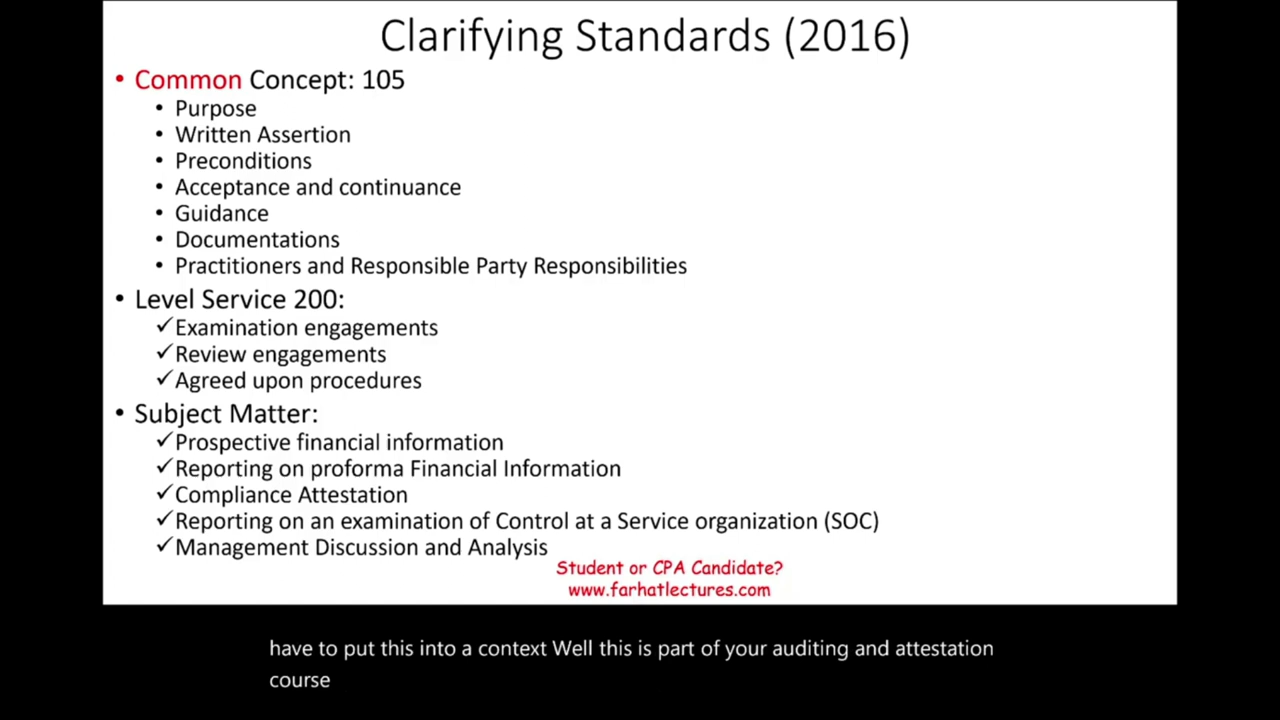 Clarifying Standards (2016)
• Common Concept: 105
• Purpose
• Written Assertion
• Preconditions
• Acceptance and continuance
• Guidance
• Documentations
• Practitioners and Responsible Party Responsibilities
• Level Service 200:
✓Examination engagements
✓Review engagements
✓Agreed upon procedures
• Subject Matter:
✓Prospective financial information
✓Reporting on proforma Financial Information
✓Compliance Attestation
✓Reporting on an examination of Control at a Service organization (SOC)
✓Management Discussion and Analysis
Student or CPA Candidate?
www.farhatlectures.com
have to put this into a context Well this is part of your auditing and attestation
course